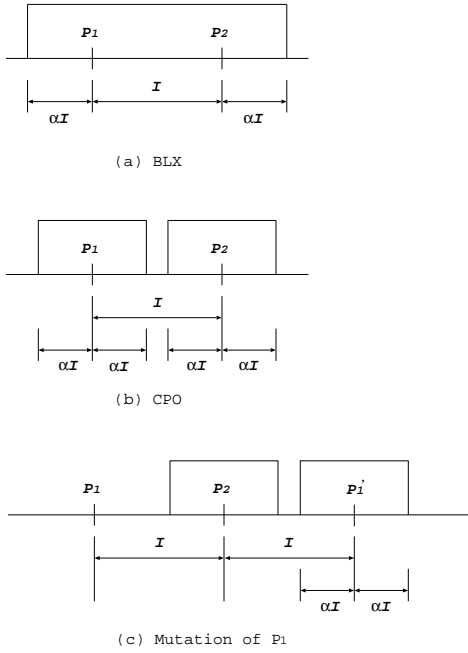 P1 P2
I
αI αI
(a) BLX
P1 P2
I
αI αI αI αI
(b) CPO
P1 P2 P1'
I I
αI αI
(c) Mutation of P1